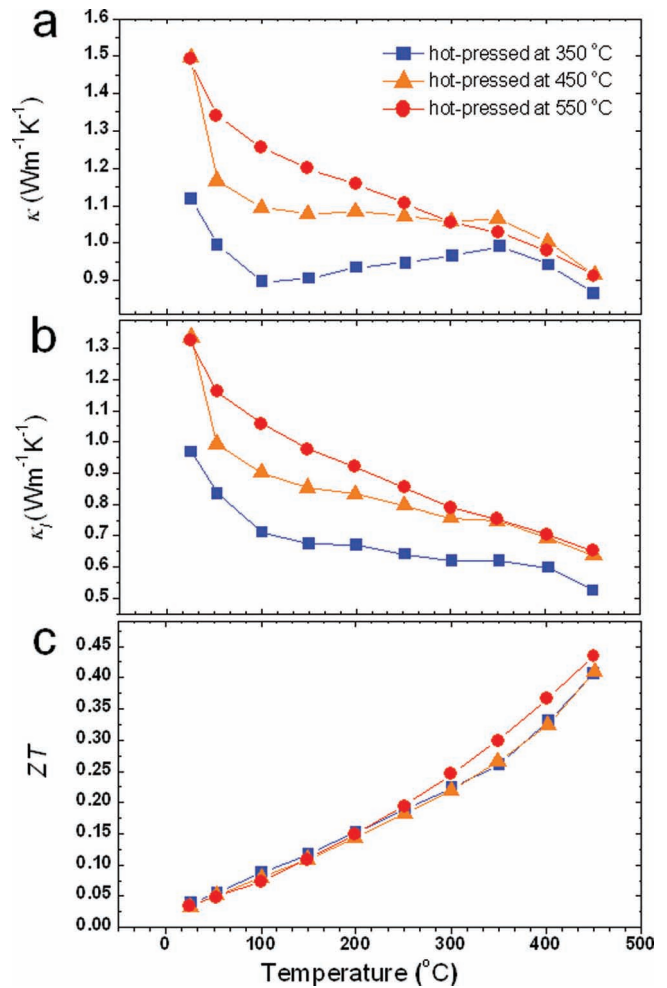 a
1.6
1.5
1.4
1.3
1.2
1.1
1.0
0.9
κ (Wm⁻¹K⁻¹)
hot-pressed at 350 °C
hot-pressed at 450 °C
hot-pressed at 550 °C
b
1.3
1.2
1.1
1.0
0.9
0.8
0.7
0.6
0.5
κₗ(Wm⁻¹K⁻¹)
c
0.45
0.40
0.35
0.30
0.25
0.20
0.15
0.10
0.05
0.00
ZT
0 100 200 300 400 500
Temperature (°C)